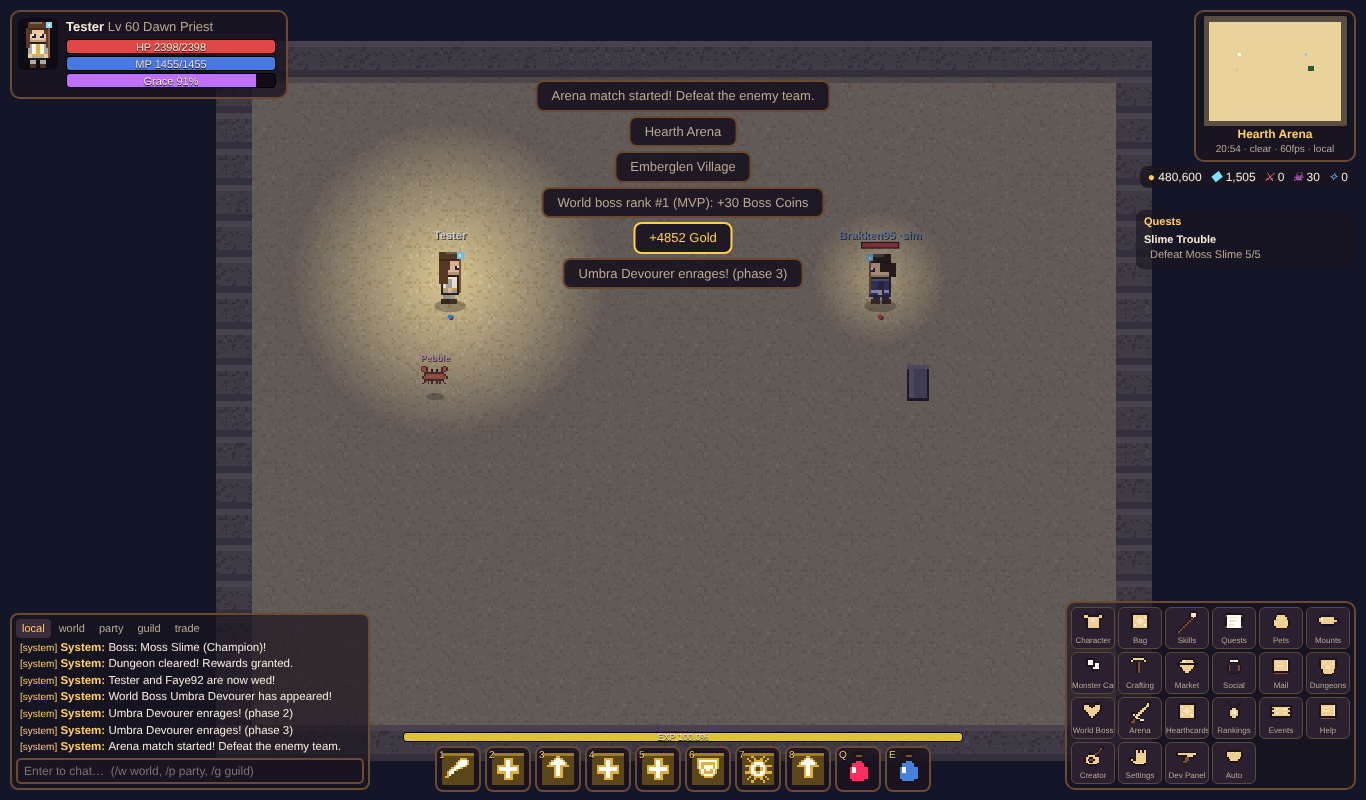 Tester Lv 60 Dawn Priest
HP 2398/2398
MP 1455/1455
Grace 91%
Arena match started! Defeat the enemy team.
Hearth Arena
Emberglen Village
World boss rank #1 (MVP): +30 Boss Coins
+4852 Gold
Umbra Devourer enrages! (phase 3)
Hearth Arena
20:54 · clear · 60fps · local
480,600 1,505 0 30 0
Quests
Slime Trouble
Defeat Moss Slime 5/5
Tester
Brakken95 ·sim
Pebble
local world party guild trade
[system] System: Boss: Moss Slime (Champion)!
[system] System: Dungeon cleared! Rewards granted.
[system] System: Tester and Faye92 are now wed!
[system] System: World Boss Umbra Devourer has appeared!
[system] System: Umbra Devourer enrages! (phase 2)
[system] System: Umbra Devourer enrages! (phase 3)
[system] System: Arena match started! Defeat the enemy team.
Enter to chat… (/w world, /p party, /g guild)
EXP 100.0%
1 2 3 4 5 6 7 8 Q – E –
Character Bag Skills Quests Pets Mounts
Monster Ca Crafting Market Social Mail Dungeons
World Boss Arena Hearthcards Rankings Events Help
Creator Settings Dev Panel Auto